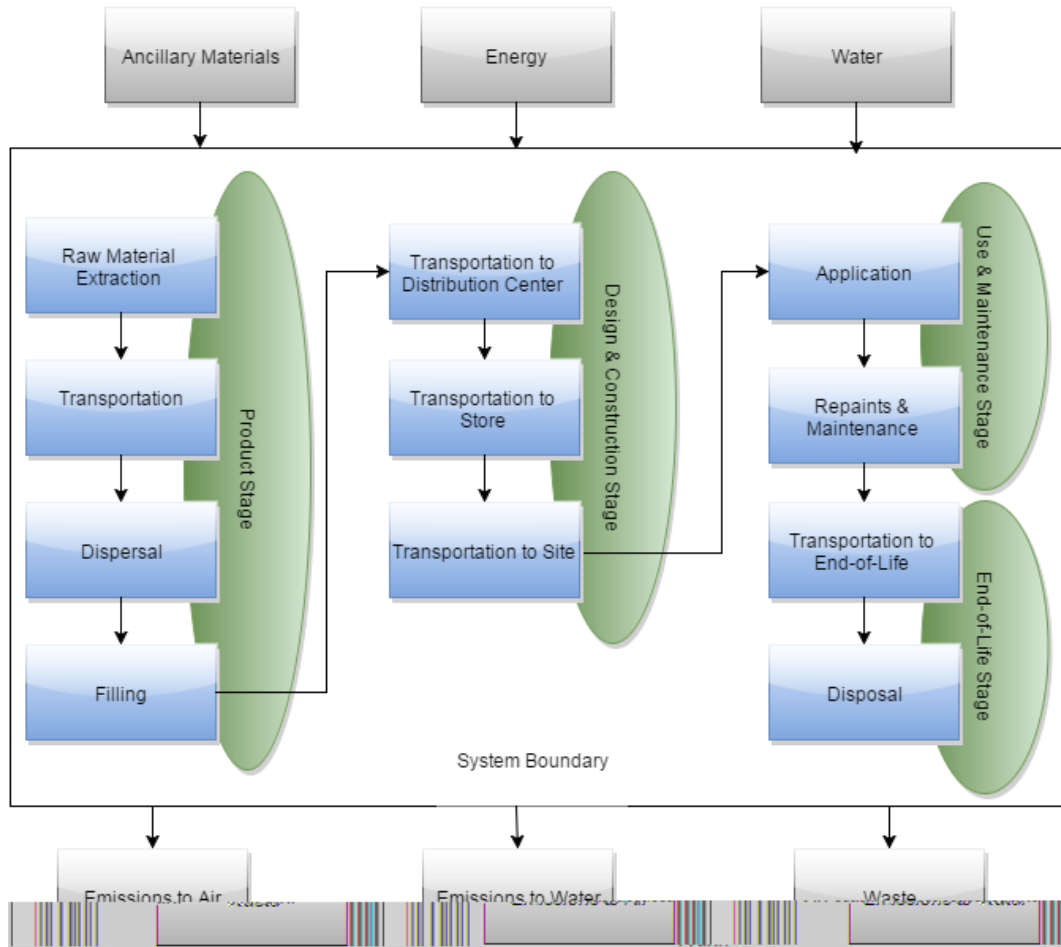 Ancillary Materials
Energy
Water
Raw Material
Extraction
Transportation
Dispersal
Filling
Product Stage
Transportation to
Distribution Center
Transportation to
Store
Transportation to Site
Design & Construction Stage
Application
Repaints &
Maintenance
Use & Maintenance Stage
Transportation to
End-of-Life
Disposal
End-of-Life Stage
System Boundary
Emissions to Air
Emissions to Water
Waste